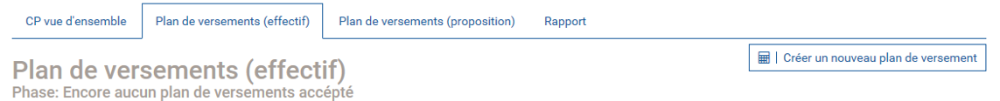 CP vue d'ensemble Plan de versements (effectif) Plan de versements (proposition) Rapport
Créer un nouveau plan de versement
Plan de versements (effectif)
Phase: Encore aucun plan de versements accépté